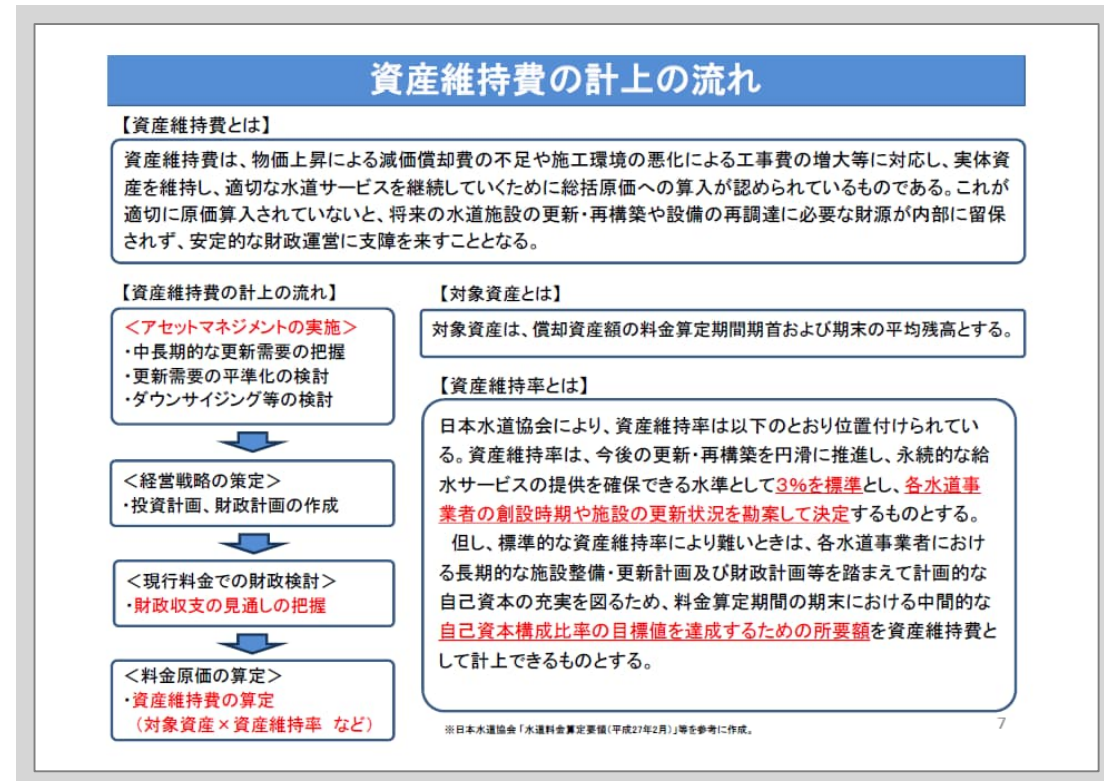 資産維持費の計上の流れ
【資産維持費とは】
資産維持費は、物価上昇による減価償却費の不足や施工環境の悪化による工事費の増大等に対応し、実体資
産を維持し、適切な水道サービスを継続していくために総括原価への算入が認められているものである。これが
適切に原価算入されていないと、将来の水道施設の更新・再構築や設備の再調達に必要な財源が内部に留保
されず、安定的な財政運営に支障を来すこととなる。
【資産維持費の計上の流れ】
＜アセットマネジメントの実施＞
・中長期的な更新需要の把握
・更新需要の平準化の検討
・ダウンサイジング等の検討
＜経営戦略の策定＞
・投資計画、財政計画の作成
＜現行料金での財政検討＞
・財政収支の見通しの把握
＜料金原価の算定＞
・資産維持費の算定
（対象資産×資産維持率 など）
【対象資産とは】
対象資産は、償却資産額の料金算定期間期首および期末の平均残高とする。
【資産維持率とは】
日本水道協会により、資産維持率は以下のとおり位置付けられてい
る。資産維持率は、今後の更新・再構築を円滑に推進し、永続的な給
水サービスの提供を確保できる水準として3%を標準とし、各水道事
業者の創設時期や施設の更新状況を勘案して決定するものとする。
但し、標準的な資産維持率により難いときは、各水道事業者におけ
る長期的な施設整備・更新計画及び財政計画等を踏まえて計画的な
自己資本の充実を図るため、料金算定期間の期末における中間的な
自己資本構成比率の目標値を達成するための所要額を資産維持費と
して計上できるものとする。
※日本水道協会「水道料金算定要領(平成27年2月)」等を参考に作成。
7